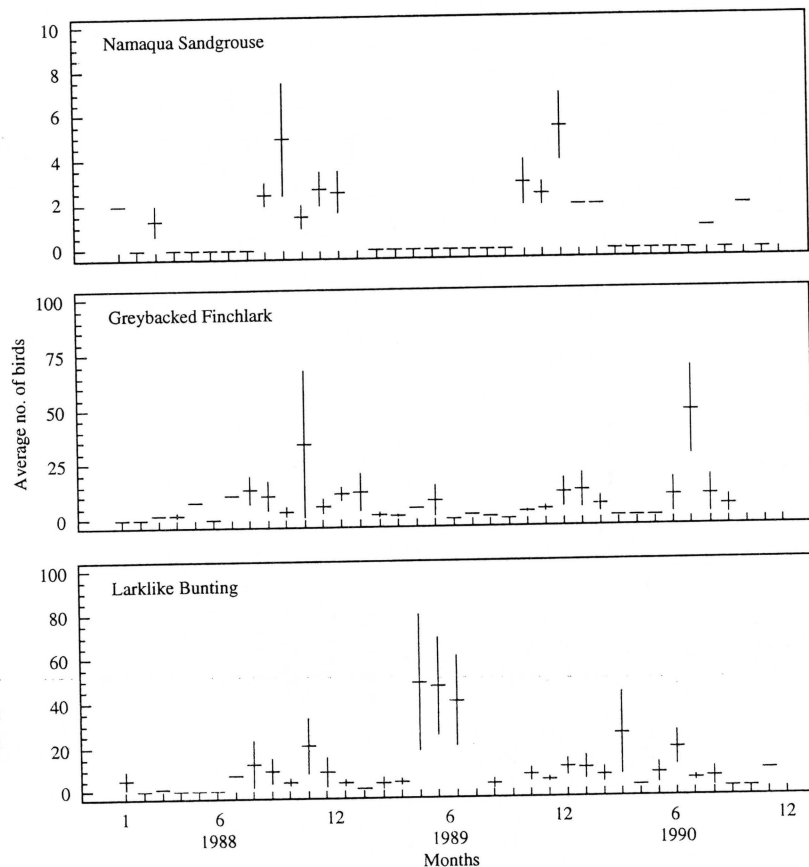 Namaqua Sandgrouse
10
8
6
4
2
0
Greybacked Finchlark
100
75
50
25
0
Average no. of birds
Larklike Bunting
100
80
60
40
20
0
1 6 12 6 12 6 12
1988 1989 1990
Months